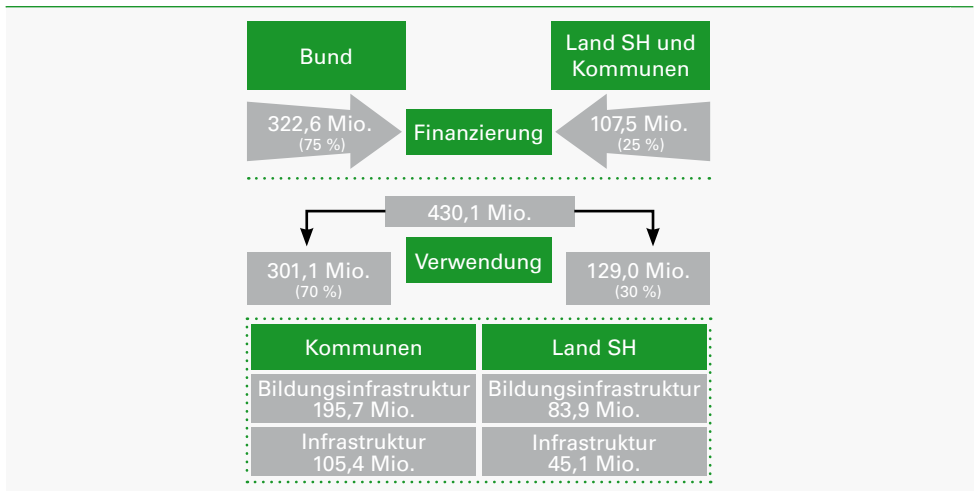 Bund
Land SH und
Kommunen
322,6 Mio.
(75 %)
Finanzierung
107,5 Mio.
(25 %)
430,1 Mio.
301,1 Mio.
(70 %)
Verwendung
129,0 Mio.
(30 %)
Kommunen
Land SH
Bildungsinfrastruktur
195,7 Mio.
Bildungsinfrastruktur
83,9 Mio.
Infrastruktur
105,4 Mio.
Infrastruktur
45,1 Mio.